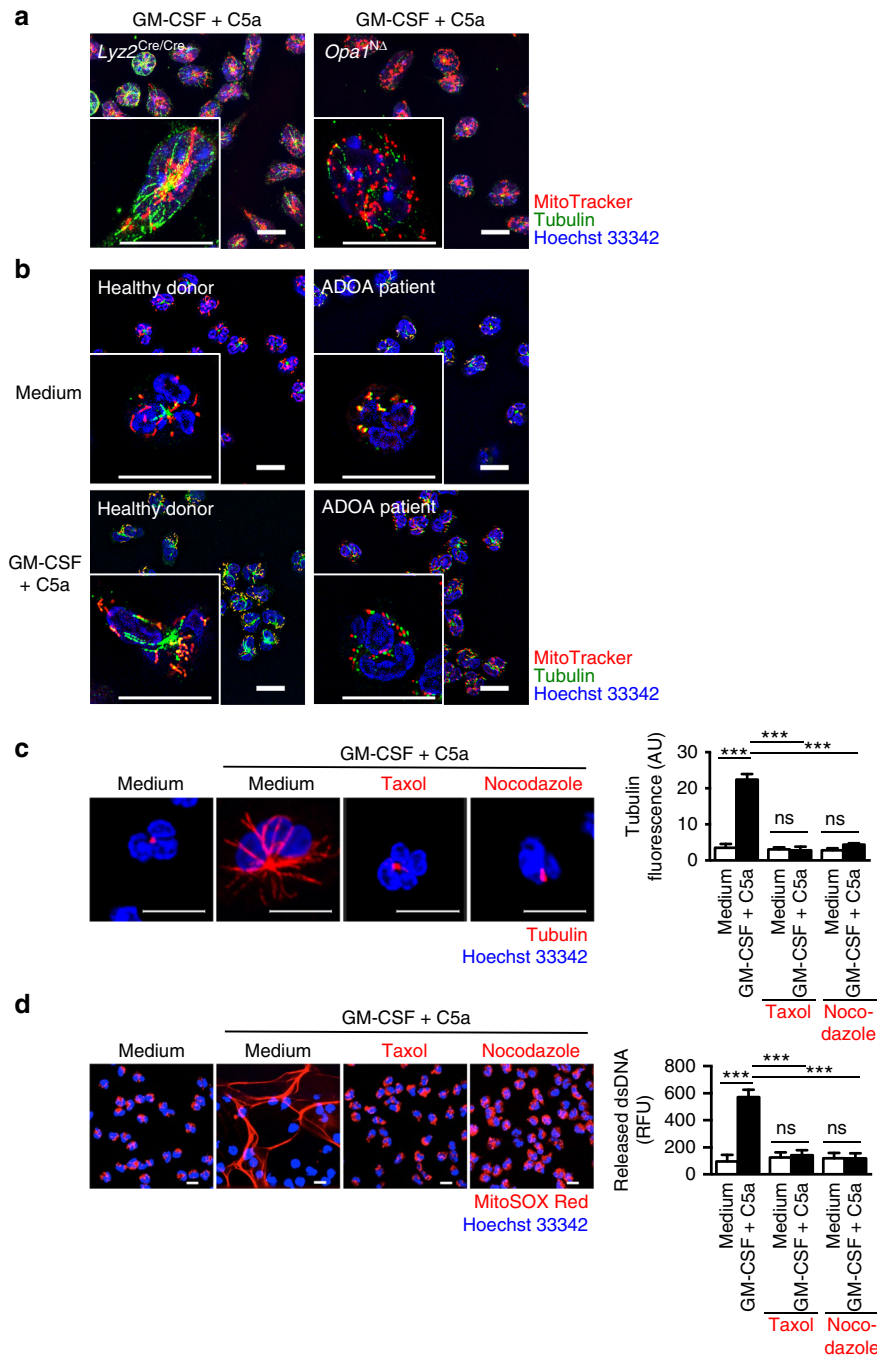 a
GM-CSF + C5a
GM-CSF + C5a
Lyz2Cre/Cre
Opa1NΔ
MitoTracker
Tubulin
Hoechst 33342
b
Healthy donor
ADOA patient
Medium
Healthy donor
ADOA patient
GM-CSF
+ C5a
MitoTracker
Tubulin
Hoechst 33342
c
GM-CSF + C5a
Medium
Medium
Taxol
Nocodazole
Tubulin
Hoechst 33342
Tubulin
fluorescence (AU)
30
20
10
0
***
***
***
ns
ns
Medium
GM-CSF + C5a
Medium
GM-CSF + C5a
Medium
GM-CSF + C5a
Taxol
Noco-
dazole
d
GM-CSF + C5a
Medium
Medium
Taxol
Nocodazole
MitoSOX Red
Hoechst 33342
Released dsDNA
(RFU)
800
600
400
200
0
***
***
***
ns
ns
Medium
GM-CSF + C5a
Medium
GM-CSF + C5a
Medium
GM-CSF + C5a
Taxol
Noco-
dazole